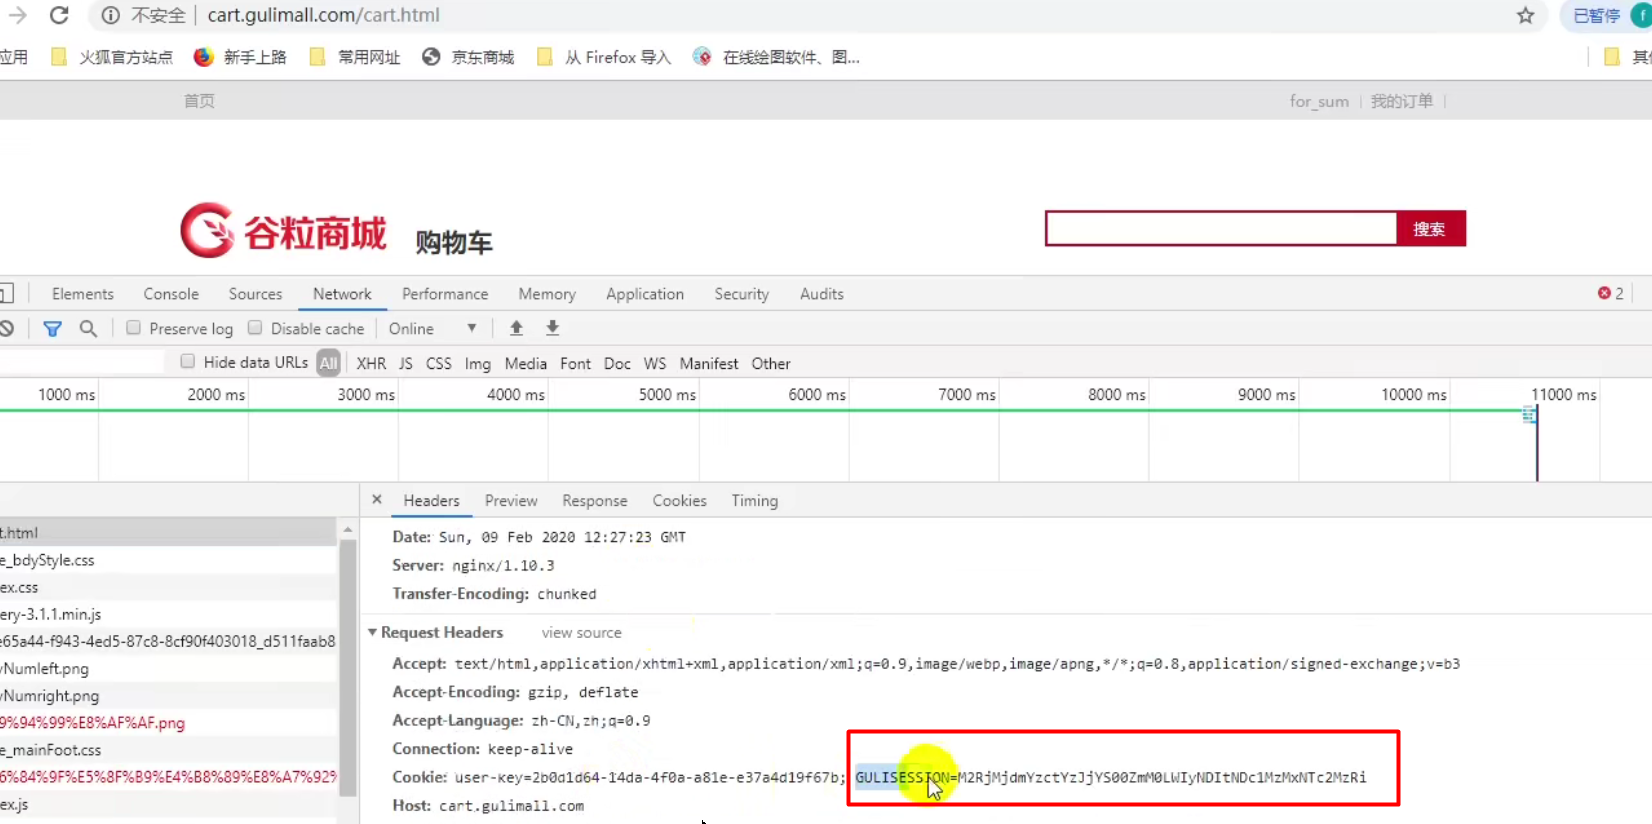 不安全 | cart.gulimall.com/cart.html 已暂停 f
应用 火狐官方站点 新手上路 常用网址 京东商城 从 Firefox 导入 在线绘图软件、图...
首页 for_sum | 我的订单 |
谷粒商城 购物车 搜索
Elements Console Sources Network Performance Memory Application Security Audits 2
Preserve log Disable cache Online
Hide data URLs All XHR JS CSS Img Media Font Doc WS Manifest Other
1000 ms 2000 ms 3000 ms 4000 ms 5000 ms 6000 ms 7000 ms 8000 ms 9000 ms 10000 ms 11000 ms
× Headers Preview Response Cookies Timing
t.html
e_bdyStyle.css
ex.css
ery-3.1.1.min.js
e65a44-f943-4ed5-87c8-8cf90f403018_d511faab8
yNumleft.png
yNumright.png
9%94%99%E8%AF%AF.png
e_mainFoot.css
6%84%9F%E5%8F%B9%E4%B8%89%E8%A7%92%
ex.js
Date: Sun, 09 Feb 2020 12:27:23 GMT
Server: nginx/1.10.3
Transfer-Encoding: chunked
Request Headers view source
Accept: text/html,application/xhtml+xml,application/xml;q=0.9,image/webp,image/apng,*/*;q=0.8,application/signed-exchange;v=b3
Accept-Encoding: gzip, deflate
Accept-Language: zh-CN,zh;q=0.9
Connection: keep-alive
Cookie: user-key=2b0d1d64-14da-4f0a-a81e-e37a4d19f67b; GULISESSION=M2RjMjdmYzctYzJjYS00ZmM0LWIyNDItNDc1MzMxNTc2MzRi
Host: cart.gulimall.com